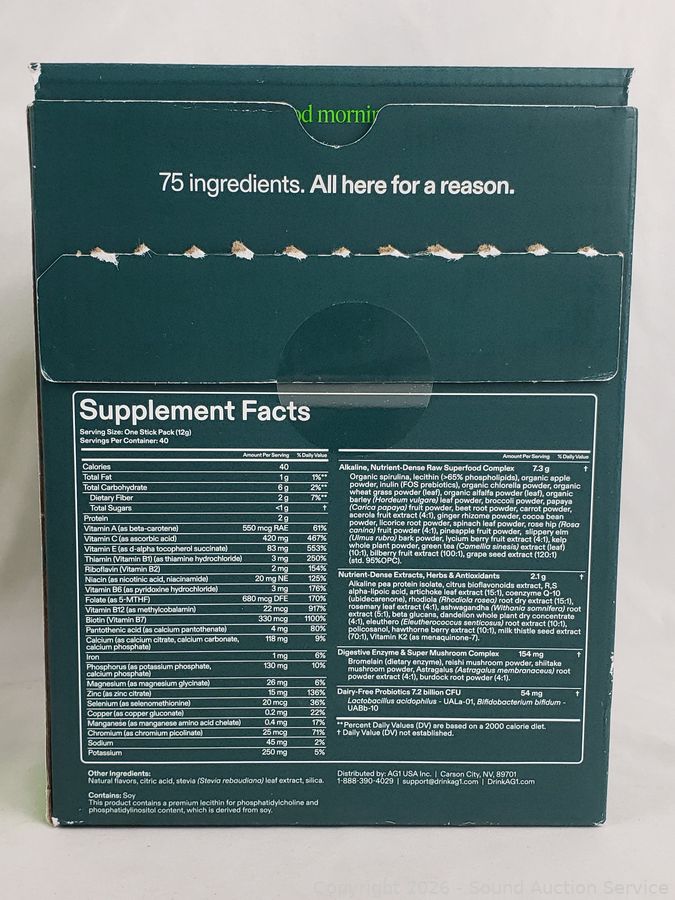 od mornin
75 ingredients. All here for a reason.
Supplement Facts
Serving Size: One Stick Pack (12g)
Servings Per Container: 40
Amount Per Serving % Daily Value
Calories 40
Total Fat 1 g 1%**
Total Carbohydrate 6 g 2%**
Dietary Fiber 2 g 7%**
Total Sugars <1 g †
Protein 2 g
Vitamin A (as beta-carotene) 550 mcg RAE 61%
Vitamin C (as ascorbic acid) 420 mg 467%
Vitamin E (as d-alpha tocopherol succinate) 83 mg 553%
Thiamin (Vitamin B1) (as thiamine hydrochloride) 3 mg 250%
Riboflavin (Vitamin B2) 2 mg 154%
Niacin (as nicotinic acid, niacinamide) 20 mg NE 125%
Vitamin B6 (as pyridoxine hydrochloride) 3 mg 176%
Folate (as 5-MTHF) 680 mcg DFE 170%
Vitamin B12 (as methylcobalamin) 22 mcg 917%
Biotin (Vitamin B7) 330 mcg 1100%
Pantothenic acid (as calcium pantothenate) 4 mg 80%
Calcium (as calcium citrate, calcium carbonate, 118 mg 9%
calcium phosphate)
Iron 1 mg 6%
Phosphorus (as potassium phosphate, 130 mg 10%
calcium phosphate)
Magnesium (as magnesium glycinate) 26 mg 6%
Zinc (as zinc citrate) 15 mg 136%
Selenium (as selenomethionine) 20 mcg 36%
Copper (as copper gluconate) 0.2 mg 22%
Manganese (as manganese amino acid chelate) 0.4 mg 17%
Chromium (as chromium picolinate) 25 mcg 71%
Sodium 45 mg 2%
Potassium 250 mg 5%
Amount Per Serving % Daily Value
Alkaline, Nutrient-Dense Raw Superfood Complex 7.3 g †
Organic spirulina, lecithin (>65% phospholipids), organic apple
powder, inulin (FOS prebiotics), organic chlorella powder, organic
wheat grass powder (leaf), organic alfalfa powder (leaf), organic
barley (Hordeum vulgare) leaf powder, broccoli powder, papaya
(Carica papaya) fruit powder, beet root powder, carrot powder,
acerola fruit extract (4:1), ginger rhizome powder, cocoa bean
powder, licorice root powder, spinach leaf powder, rose hip (Rosa
canina) fruit powder (4:1), pineapple fruit powder, slippery elm
(Ulmus rubra) bark powder, lycium berry fruit extract (4:1), kelp
whole plant powder, green tea (Camellia sinesis) extract (leaf)
(10:1), bilberry fruit extract (100:1), grape seed extract (120:1)
(std. 95%OPC).
Nutrient-Dense Extracts, Herbs & Antioxidants 2.1 g †
Alkaline pea protein isolate, citrus bioflavonoids extract, R,S
alpha-lipoic acid, artichoke leaf extract (15:1), coenzyme Q-10
(ubidecarenone), rhodiola (Rhodiola rosea) root dry extract (15:1),
rosemary leaf extract (4:1), ashwagandha (Withania somnifera) root
extract (5:1), beta glucans, dandelion whole plant dry concentrate
(4:1), eleuthero (Eleutherococcus senticosus) root extract (10:1),
policosanol, hawthorne berry extract (10:1), milk thistle seed extract
(70:1), Vitamin K2 (as menaquinone-7).
Digestive Enzyme & Super Mushroom Complex 154 mg †
Bromelain (dietary enzyme), reishi mushroom powder, shiitake
mushroom powder, Astragalus (Astragalus membranaceus) root
powder extract (4:1), burdock root powder (4:1).
Dairy-Free Probiotics 7.2 billion CFU 54 mg †
Lactobacillus acidophilus - UALa-01, Bifidobacterium bifidum -
UABb-10
**Percent Daily Values (DV) are based on a 2000 calorie diet.
† Daily Value (DV) not established.
Other Ingredients:
Natural flavors, citric acid, stevia (Stevia rebaudiana) leaf extract, silica.
Contains: Soy
This product contains a premium lecithin for phosphatidylcholine and
phosphatidylinositol content, which is derived from soy.
Distributed by: AG1 USA Inc. | Carson City, NV, 89701
1-888-390-4029 | support@drinkag1.com | DrinkAG1.com
Copyright 2026 - Sound Auction Service